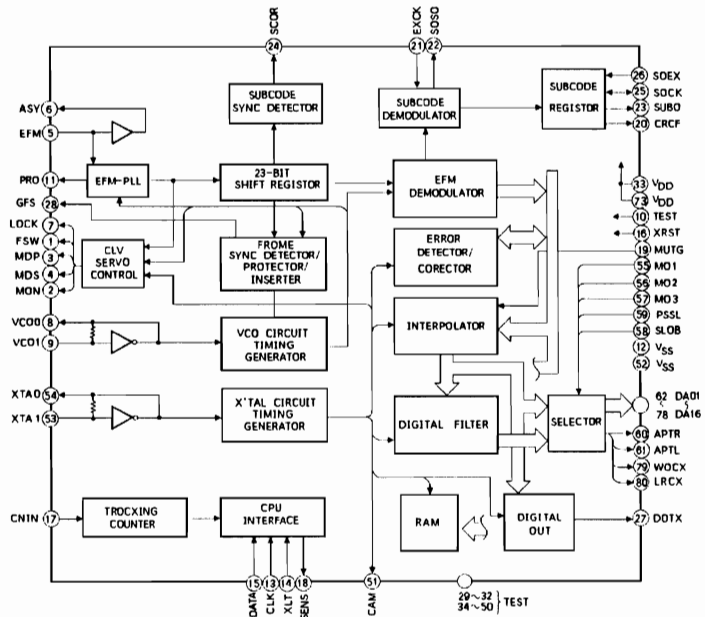 SCOR
EXCK
SOSO
24
21
22
ASY
6
EFM
5
PRO
11
GFS
28
LOCK
7
FSW
1
MDP
3
MDS
4
MON
2
VCO0
8
VCO1
9
XTA0
54
XTA1
53
CNIN
17
SUBCODE
SYNC DETECTOR
SUBCODE
DEMODULATOR
SUBCODE
REGISTOR
EFM-PLL
23-BIT
SHIFT REGISTOR
EFM
DEMODULATOR
CLV
SERVO
CONTROL
FROME
SYNC DETECTOR/
PROTECTOR/
INSERTER
ERROR
DETECTOR/
CORECTOR
VCO CIRCUIT
TIMING
GENERATOR
INTERPOLATOR
X'TAL CIRCUIT
TIMING
GENERATOR
DIGITAL FILTER
SELECTOR
TROCXING
COUNTER
CPU
INTERFACE
RAM
DIGITAL
OUT
26 SOEX
25 SOCK
23 SUBO
20 CRCF
33 VDD
73 VDD
10 TEST
16 XRST
19 MUTG
55 MO1
56 MO2
57 MO3
59 PSSL
58 SLOB
12 VSS
52 VSS
62 DA01
~
78 DA16
60 APTR
61 APTL
79 WOCX
80 LRCX
27 DOTX
15
13
14
18
51
DATA
CLK
XLT
SENS
CAM
29~32
34~50 } TEST